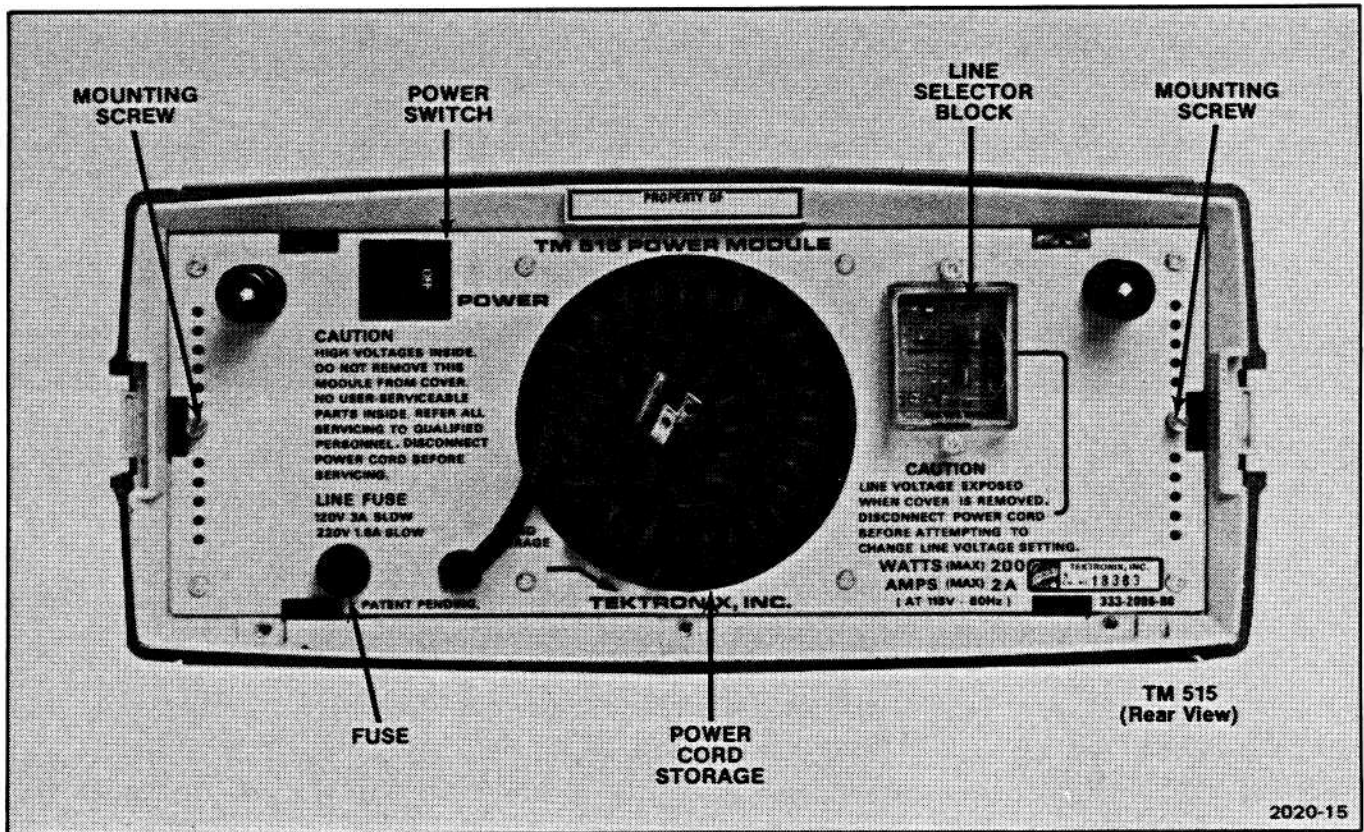 MOUNTING
SCREW
POWER
SWITCH
LINE
SELECTOR
BLOCK
MOUNTING
SCREW
PROPERTY OF
TM 515 POWER MODULE
POWER
CAUTION
HIGH VOLTAGES INSIDE.
DO NOT REMOVE THIS
MODULE FROM COVER.
NO USER-SERVICEABLE
PARTS INSIDE. REFER ALL
SERVICING TO QUALIFIED
PERSONNEL. DISCONNECT
POWER CORD BEFORE
SERVICING.
LINE FUSE
120V 3A SLOW
220V 1.6A SLOW
CAUTION
LINE VOLTAGE EXPOSED
WHEN COVER IS REMOVED.
DISCONNECT POWER CORD
BEFORE ATTEMPTING TO
CHANGE LINE VOLTAGE SETTING.
WATTS (MAX) 200
AMPS (MAX) 2A
( AT 115V - 60Hz )
TEKTRONIX, INC.
18383
PATENT PENDING.
TEKTRONIX, INC.
FUSE
POWER
CORD
STORAGE
TM 515
(Rear View)
2020-15